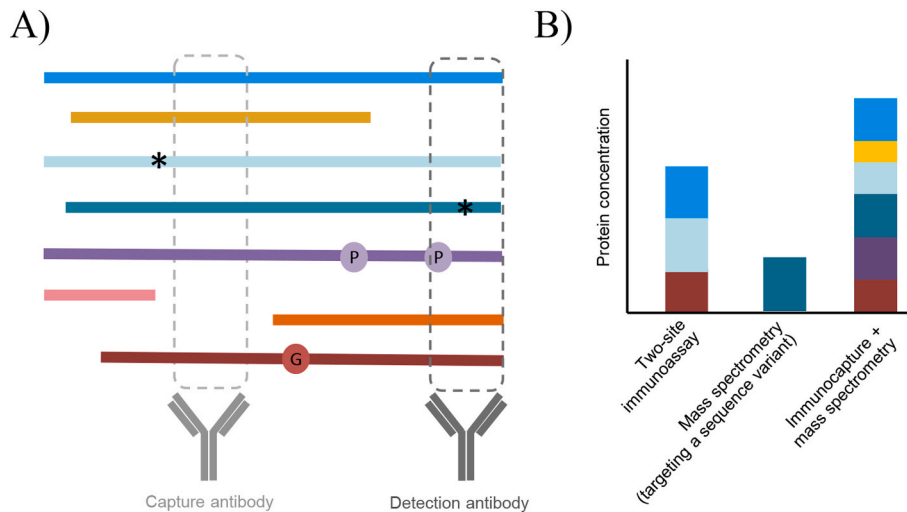 A)
B)
*
*
P
P
G
Capture antibody
Detection antibody
Protein concentration
Two-site
immunoassay
Mass spectrometry
(targeting a sequence variant)
Immunocapture +
mass spectrometry